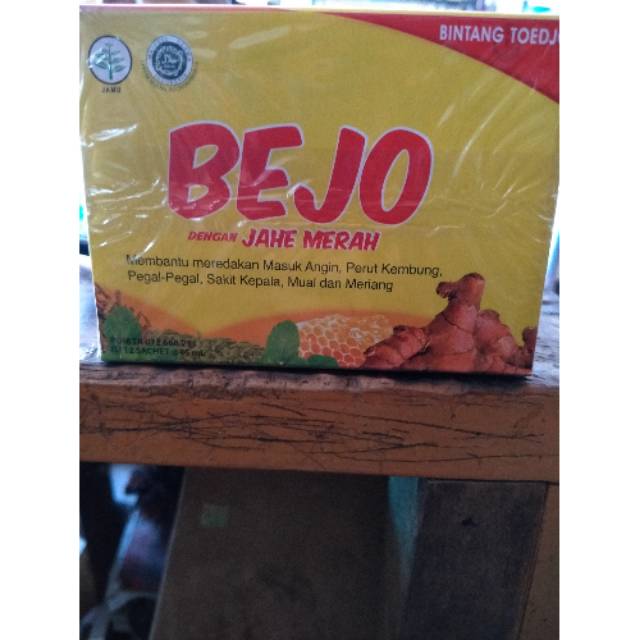 BINTANG TOEDJ
JAMU
BEJO
DENGAN JAHE MERAH
Membantu meredakan Masuk Angin, Perut Kembung,
Pegal-Pegal, Sakit Kepala, Mual dan Meriang